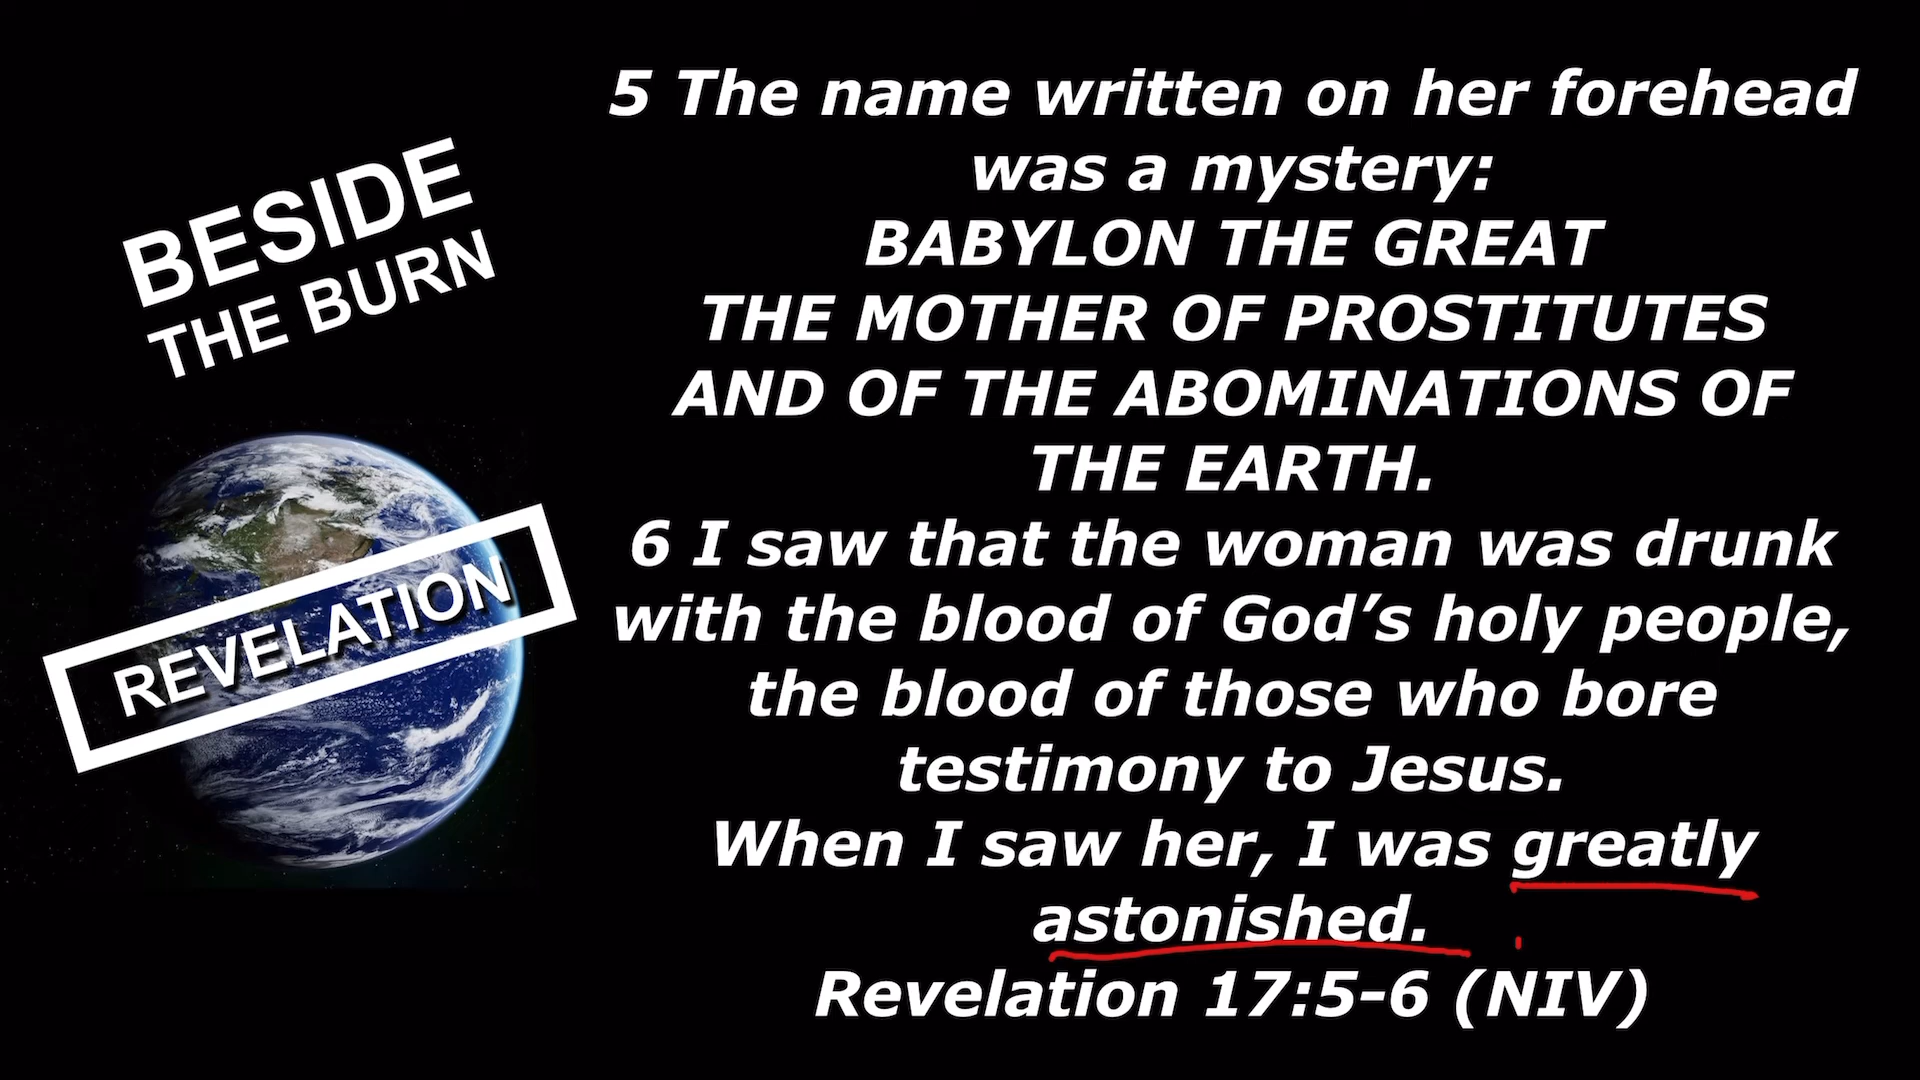 BESIDE
THE BURN
REVELATION
5 The name written on her forehead
was a mystery:
BABYLON THE GREAT
THE MOTHER OF PROSTITUTES
AND OF THE ABOMINATIONS OF
THE EARTH.
6 I saw that the woman was drunk
with the blood of God’s holy people,
the blood of those who bore
testimony to Jesus.
When I saw her, I was greatly
astonished.
Revelation 17:5-6 (NIV)